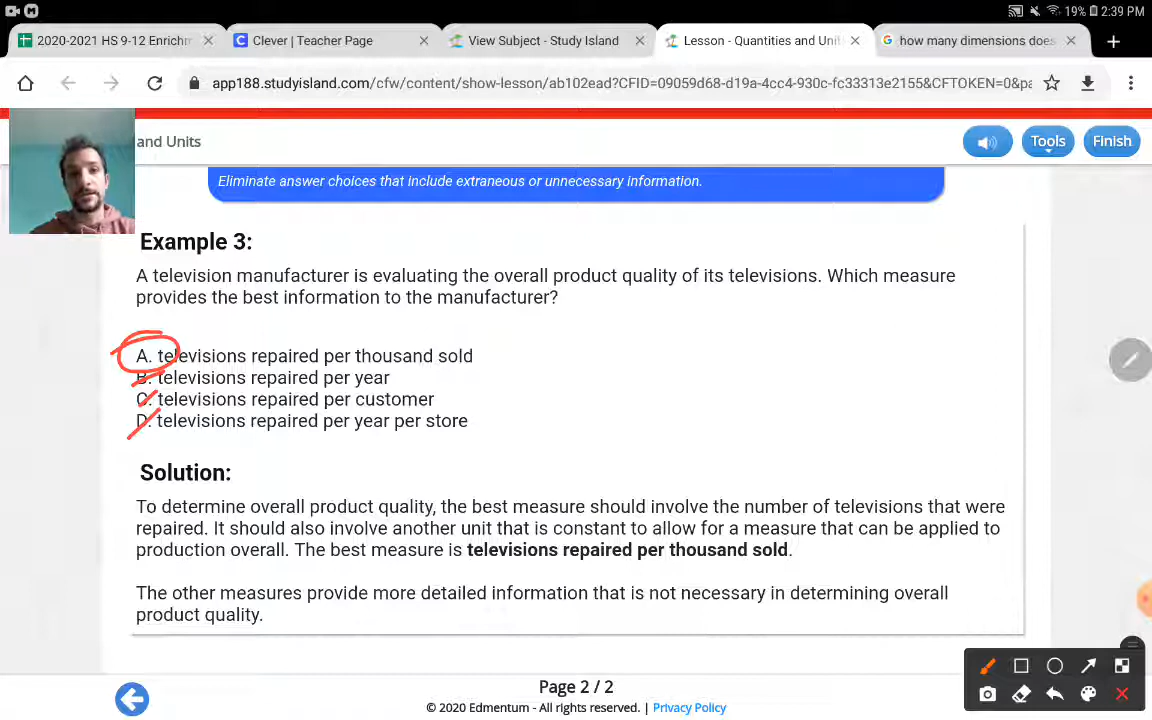 19% 2:39 PM
2020-2021 HS 9-12 Enrichm
Clever | Teacher Page
View Subject - Study Island
Lesson - Quantities and Unit
how many dimensions does
app188.studyisland.com/cfw/content/show-lesson/ab102ead?CFID=09059d68-d19a-4cc4-930c-fc33313e2155&CFTOKEN=0&pa
and Units
Tools
Finish
Eliminate answer choices that include extraneous or unnecessary information.
Example 3:
A television manufacturer is evaluating the overall product quality of its televisions. Which measure
provides the best information to the manufacturer?
A. televisions repaired per thousand sold
B. televisions repaired per year
C. televisions repaired per customer
D. televisions repaired per year per store
Solution:
To determine overall product quality, the best measure should involve the number of televisions that were
repaired. It should also involve another unit that is constant to allow for a measure that can be applied to
production overall. The best measure is televisions repaired per thousand sold.
The other measures provide more detailed information that is not necessary in determining overall
product quality.
Page 2 / 2
© 2020 Edmentum - All rights reserved. | Privacy Policy